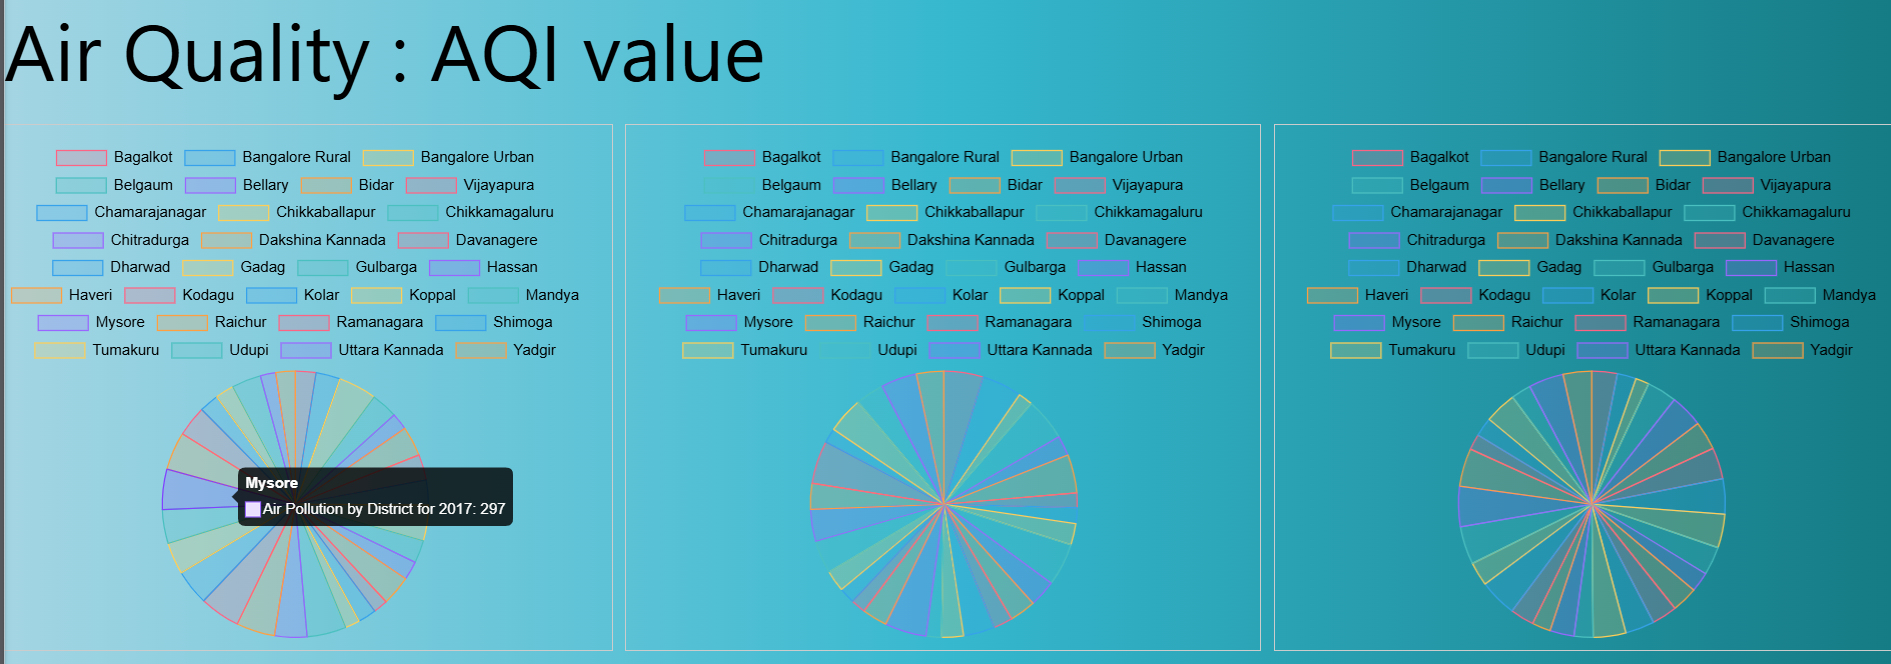 Air Quality : AQI value
Bagalkot Bangalore Rural Bangalore Urban
Belgaum Bellary Bidar Vijayapura
Chamarajanagar Chikkaballapur Chikkamagaluru
Chitradurga Dakshina Kannada Davanagere
Dharwad Gadag Gulbarga Hassan
Haveri Kodagu Kolar Koppal Mandya
Mysore Raichur Ramanagara Shimoga
Tumakuru Udupi Uttara Kannada Yadgir
Mysore
Air Pollution by District for 2017: 297
Bagalkot Bangalore Rural Bangalore Urban
Belgaum Bellary Bidar Vijayapura
Chamarajanagar Chikkaballapur Chikkamagaluru
Chitradurga Dakshina Kannada Davanagere
Dharwad Gadag Gulbarga Hassan
Haveri Kodagu Kolar Koppal Mandya
Mysore Raichur Ramanagara Shimoga
Tumakuru Udupi Uttara Kannada Yadgir
Bagalkot Bangalore Rural Bangalore Urban
Belgaum Bellary Bidar Vijayapura
Chamarajanagar Chikkaballapur Chikkamagaluru
Chitradurga Dakshina Kannada Davanagere
Dharwad Gadag Gulbarga Hassan
Haveri Kodagu Kolar Koppal Mandya
Mysore Raichur Ramanagara Shimoga
Tumakuru Udupi Uttara Kannada Yadgir